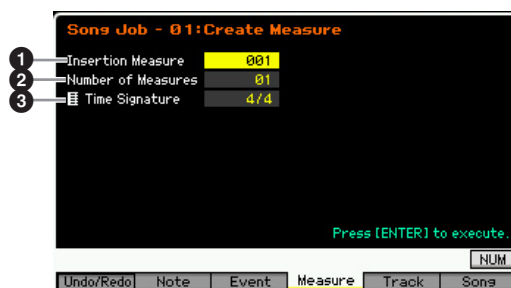 Song Job - 01:Create Measure
1 Insertion Measure 001
2 Number of Measures 01
3 Time Signature 4/4
Press [ENTER] to execute.
NUM
Undo/Redo Note Event Measure Track Song